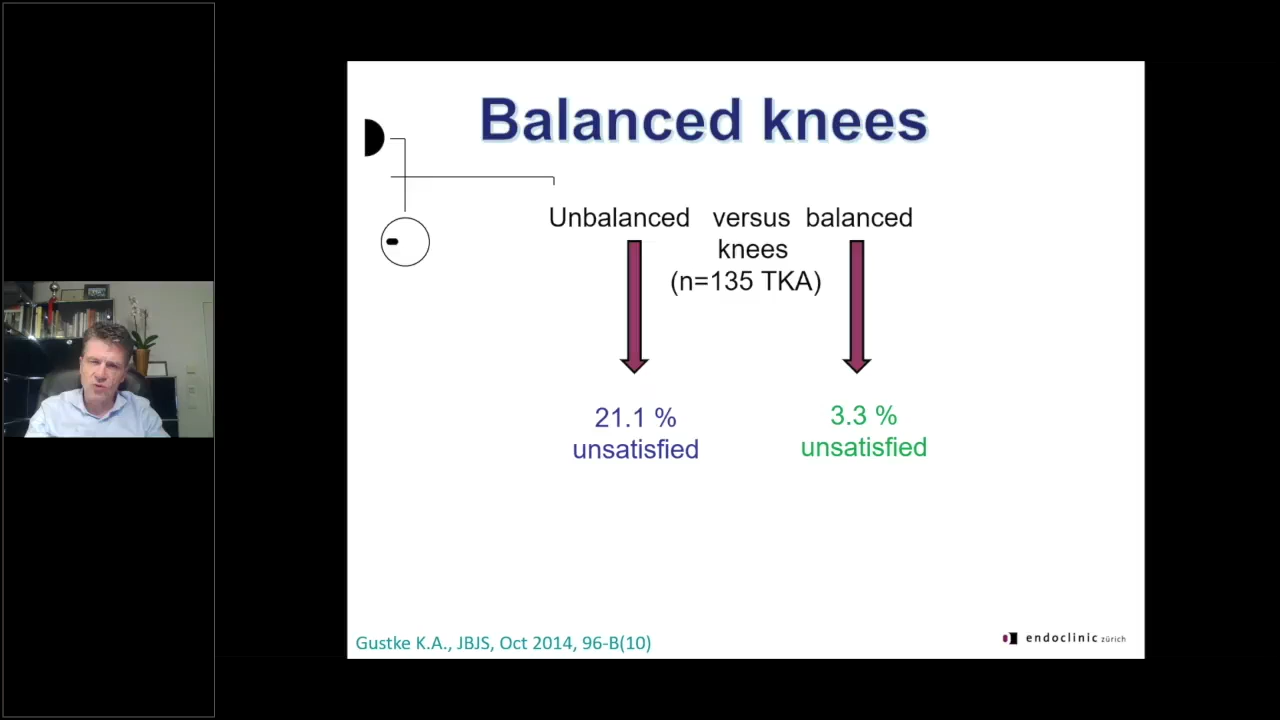 Balanced knees
Unbalanced versus balanced
knees
(n=135 TKA)
21.1 %
unsatisfied
3.3 %
unsatisfied
Gustke K.A., JBJS, Oct 2014, 96-B(10)
endoclinic zürich